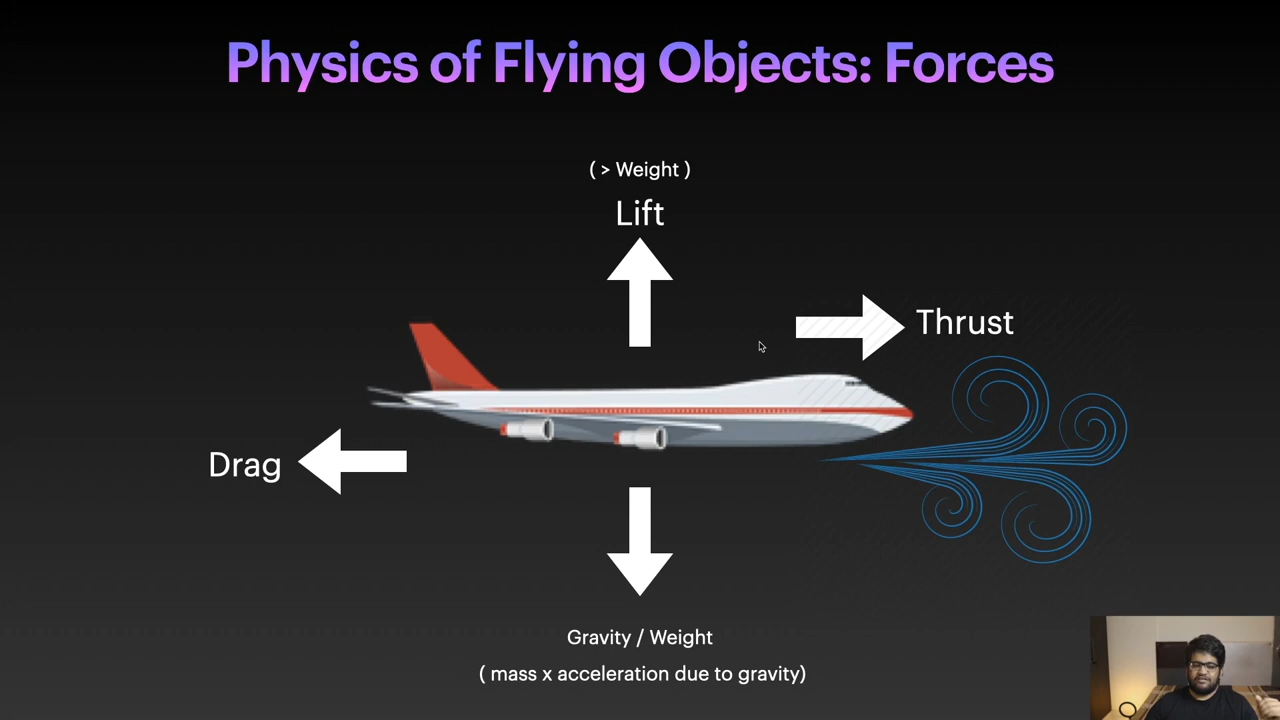 Physics of Flying Objects: Forces
( > Weight )
Lift
Thrust
Drag
Gravity / Weight
( mass x acceleration due to gravity)